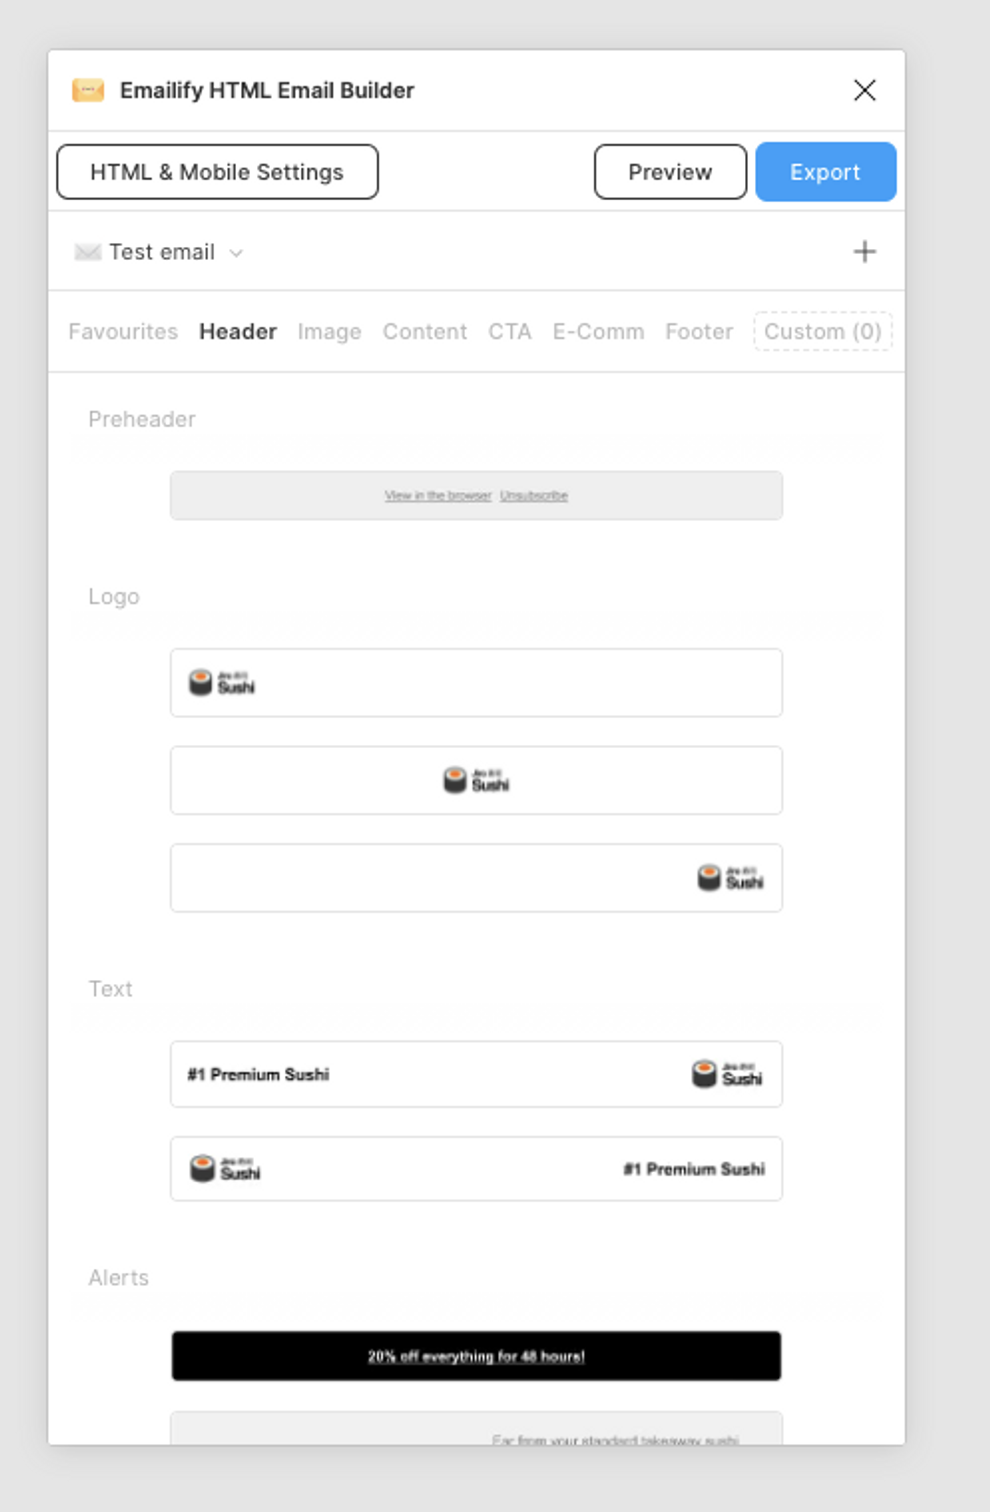 Emailify HTML Email Builder
HTML & Mobile Settings Preview Export
Test email
Favourites Header Image Content CTA E-Comm Footer Custom (0)
Preheader
View in the browser Unsubscribe
Logo
Sushi
Sushi
Sushi
Text
#1 Premium Sushi Sushi
Sushi #1 Premium Sushi
Alerts
20% off everything for 48 hours!
Far from your standard takeaway sushi